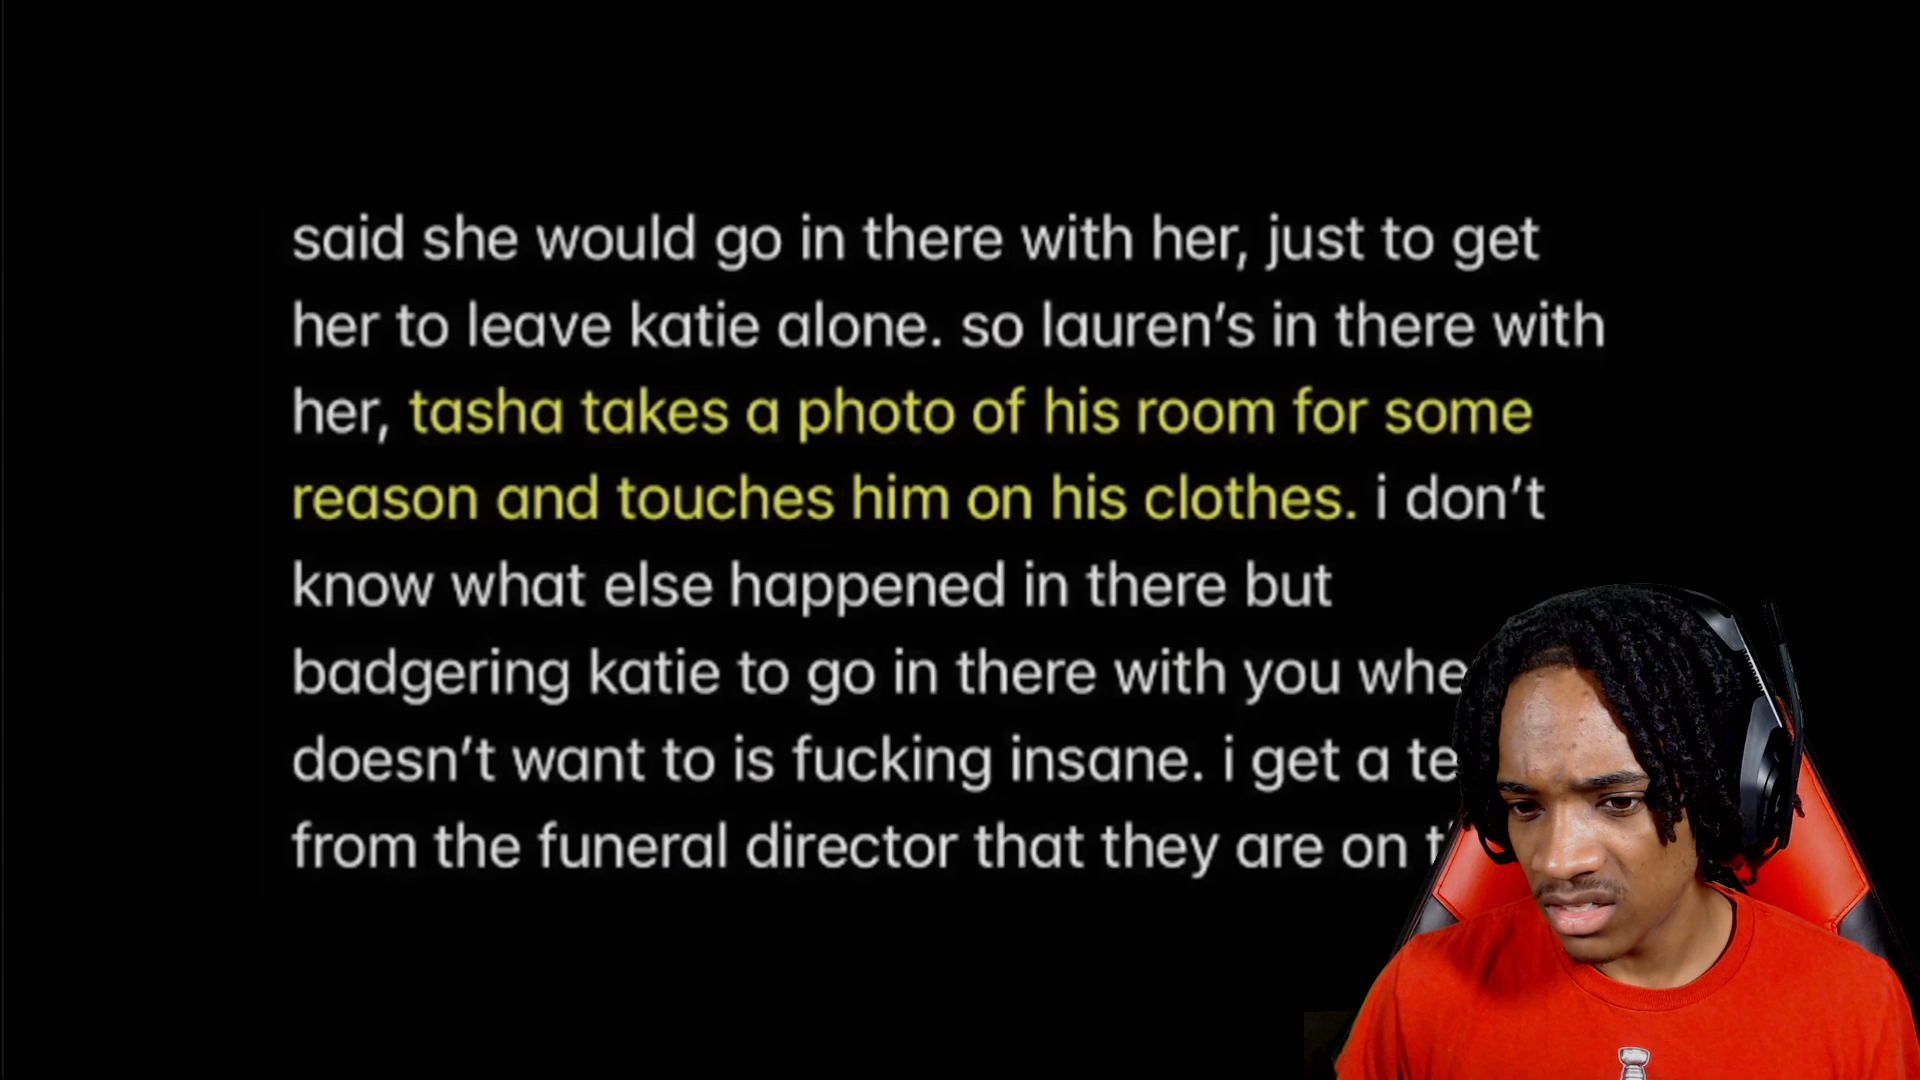 said she would go in there with her, just to get
her to leave katie alone. so lauren's in there with
her, tasha takes a photo of his room for some
reason and touches him on his clothes. i don't
know what else happened in there but
badgering katie to go in there with you
doesn't want to is fucking insane. i get a
from the funeral director that they are on